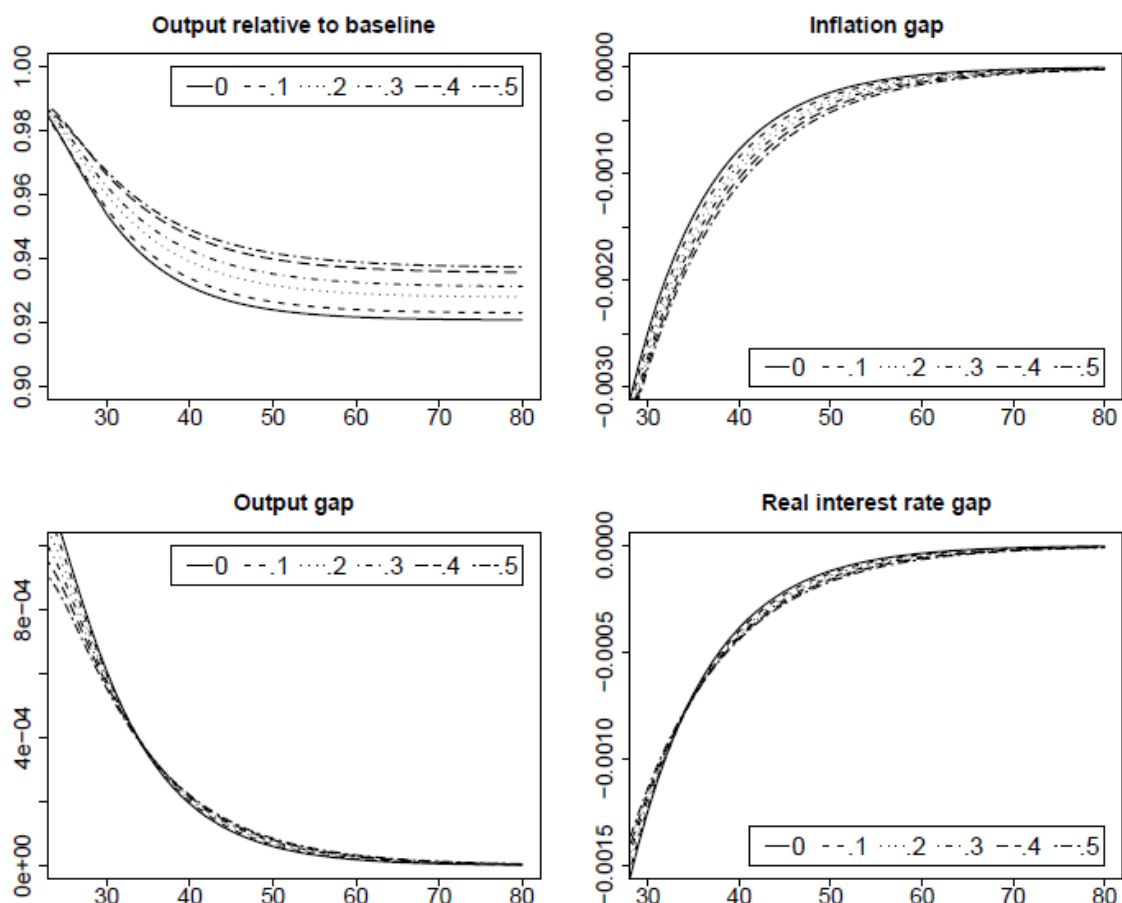 Output relative to baseline
1.00
0.98
0.96
0.94
0.92
0.90
0 .1 .2 .3 .4 .5
30 40 50 60 70 80
Inflation gap
0.0000
−0.0010
−0.0020
−0.0030
0 .1 .2 .3 .4 .5
30 40 50 60 70 80
Output gap
8e−04
4e−04
0e+00
0 .1 .2 .3 .4 .5
30 40 50 60 70 80
Real interest rate gap
0.0000
−0.0005
−0.0010
−0.0015
0 .1 .2 .3 .4 .5
30 40 50 60 70 80